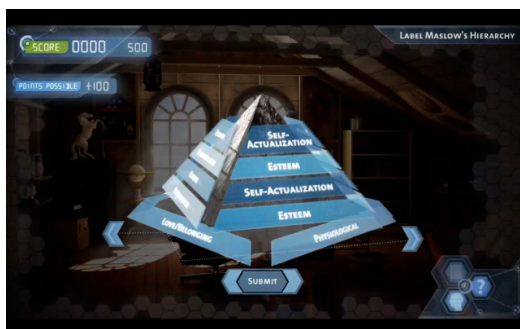 LABEL MASLOW'S HIERARCHY
SCORE 0000 500
POINTS POSSIBLE +100
SELF-
ACTUALIZATION
ESTEEM
SELF-ACTUALIZATION
ESTEEM
LOVE/BELONGING
PHYSIOLOGICAL
SUBMIT
?